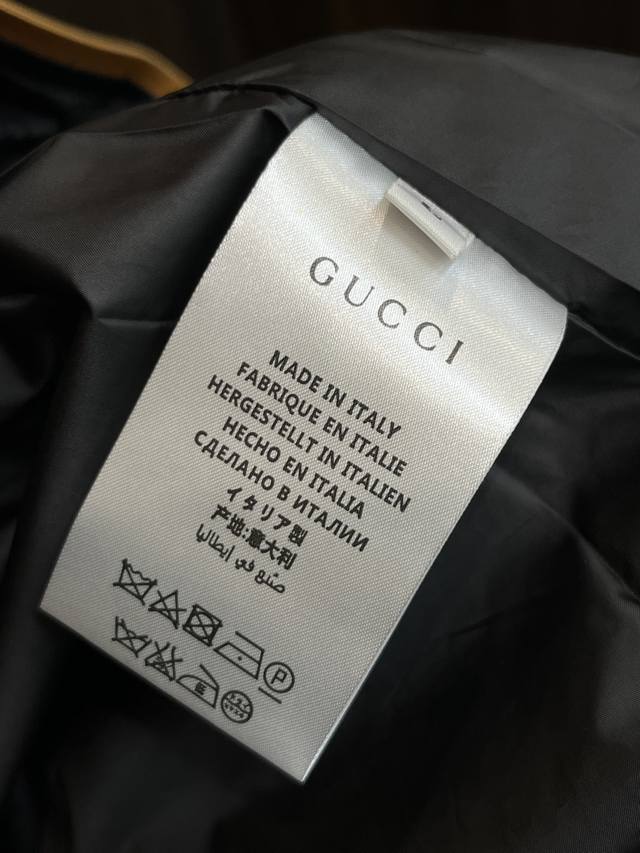 GUCCI
MADE IN ITALY
FABRIQUE EN ITALIE
HERGESTELLT IN ITALIEN
HECHO EN ITALIA
СДЕЛАНО В ИТАЛИИ
イタリア製
产地:意大利
صنع في إيطاليا
P